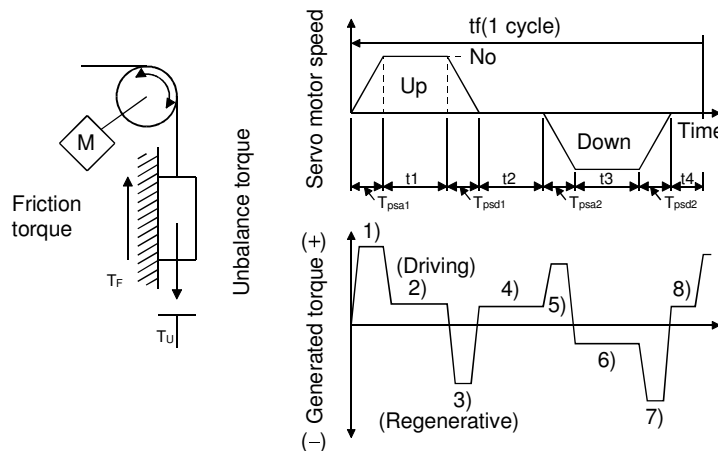 tf(1 cycle)
No
Up
Down
Time
Servo motor speed
t1
t2
t3
t4
Tpsa1
Tpsd1
Tpsa2
Tpsd2
M
Friction
torque
Unbalance torque
TF
TU
(+)
Generated torque
(−)
(Driving)
(Regenerative)
1)
2)
3)
4)
5)
6)
7)
8)